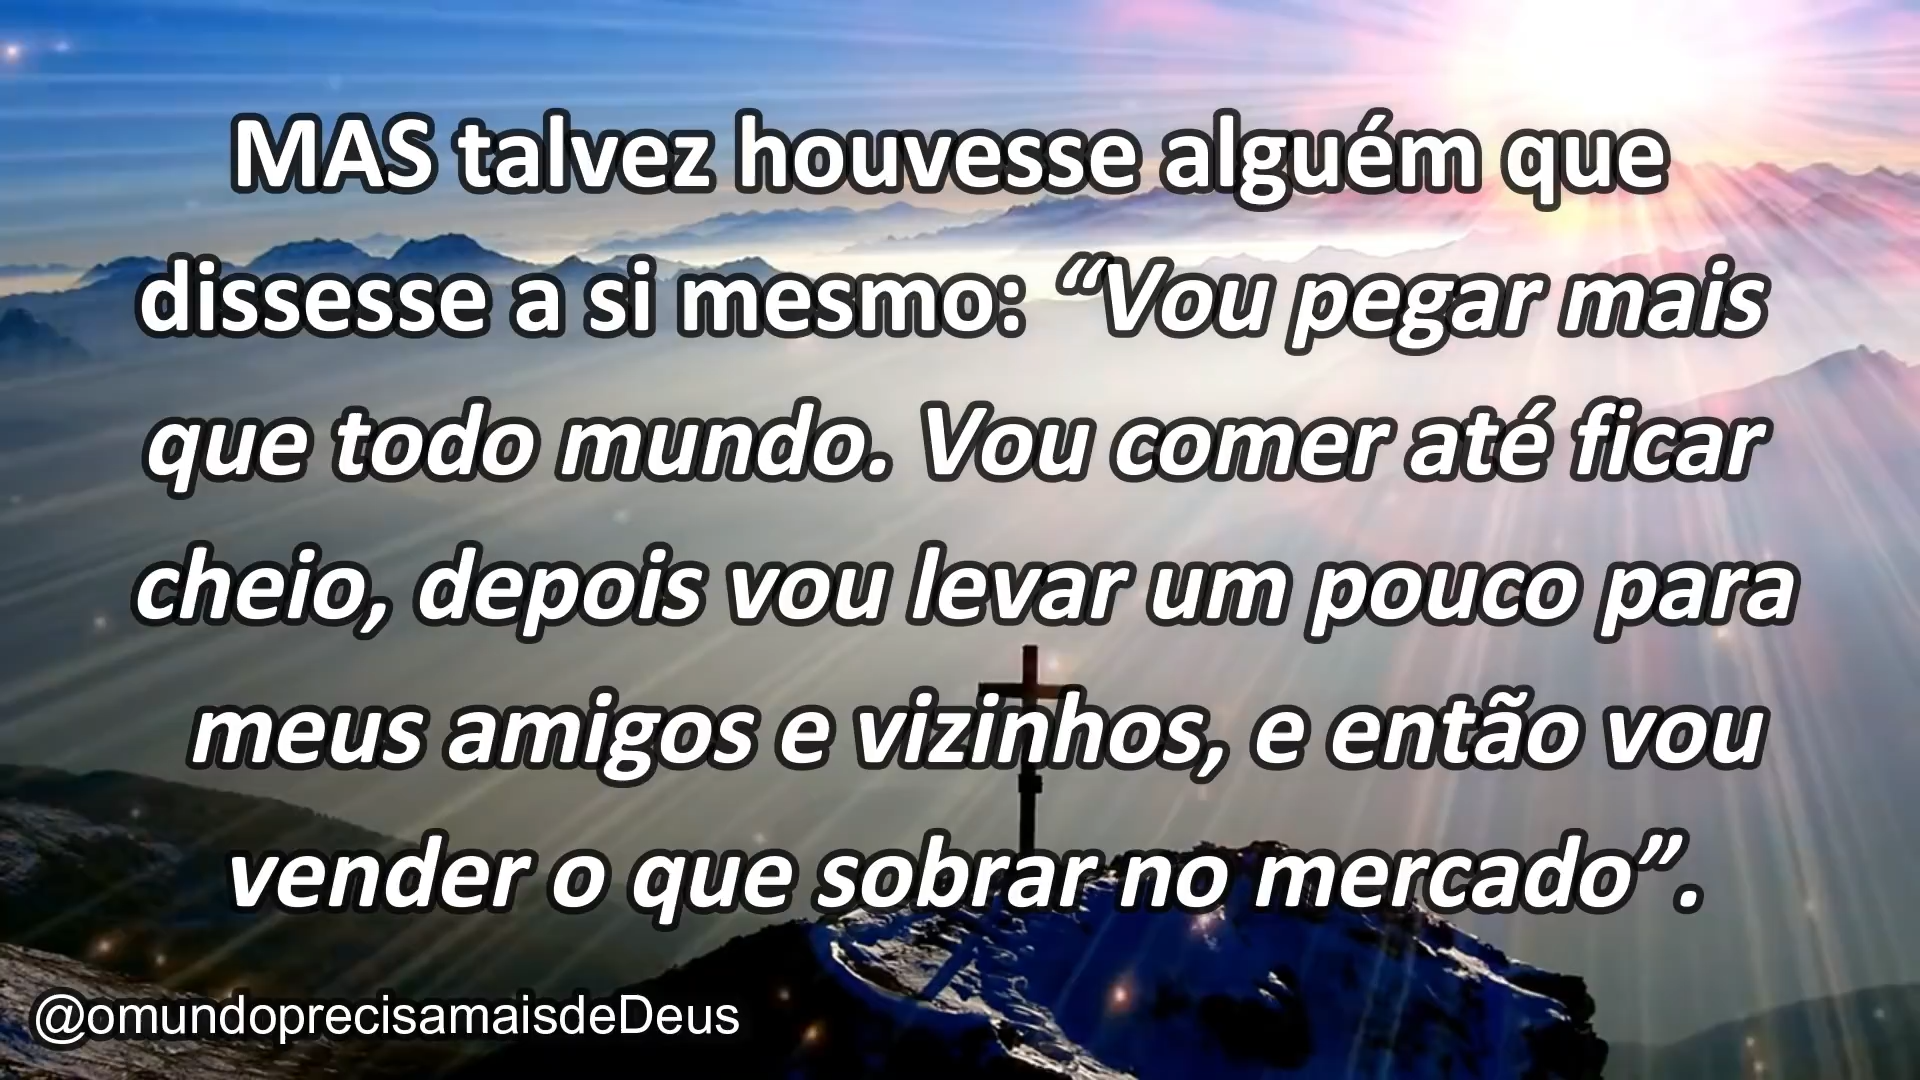 MAS talvez houvesse alguém que
dissesse a si mesmo: “Vou pegar mais
que todo mundo. Vou comer até ficar
cheio, depois vou levar um pouco para
meus amigos e vizinhos, e então vou
vender o que sobrar no mercado”.
@omundoprecisamaisdeDeus